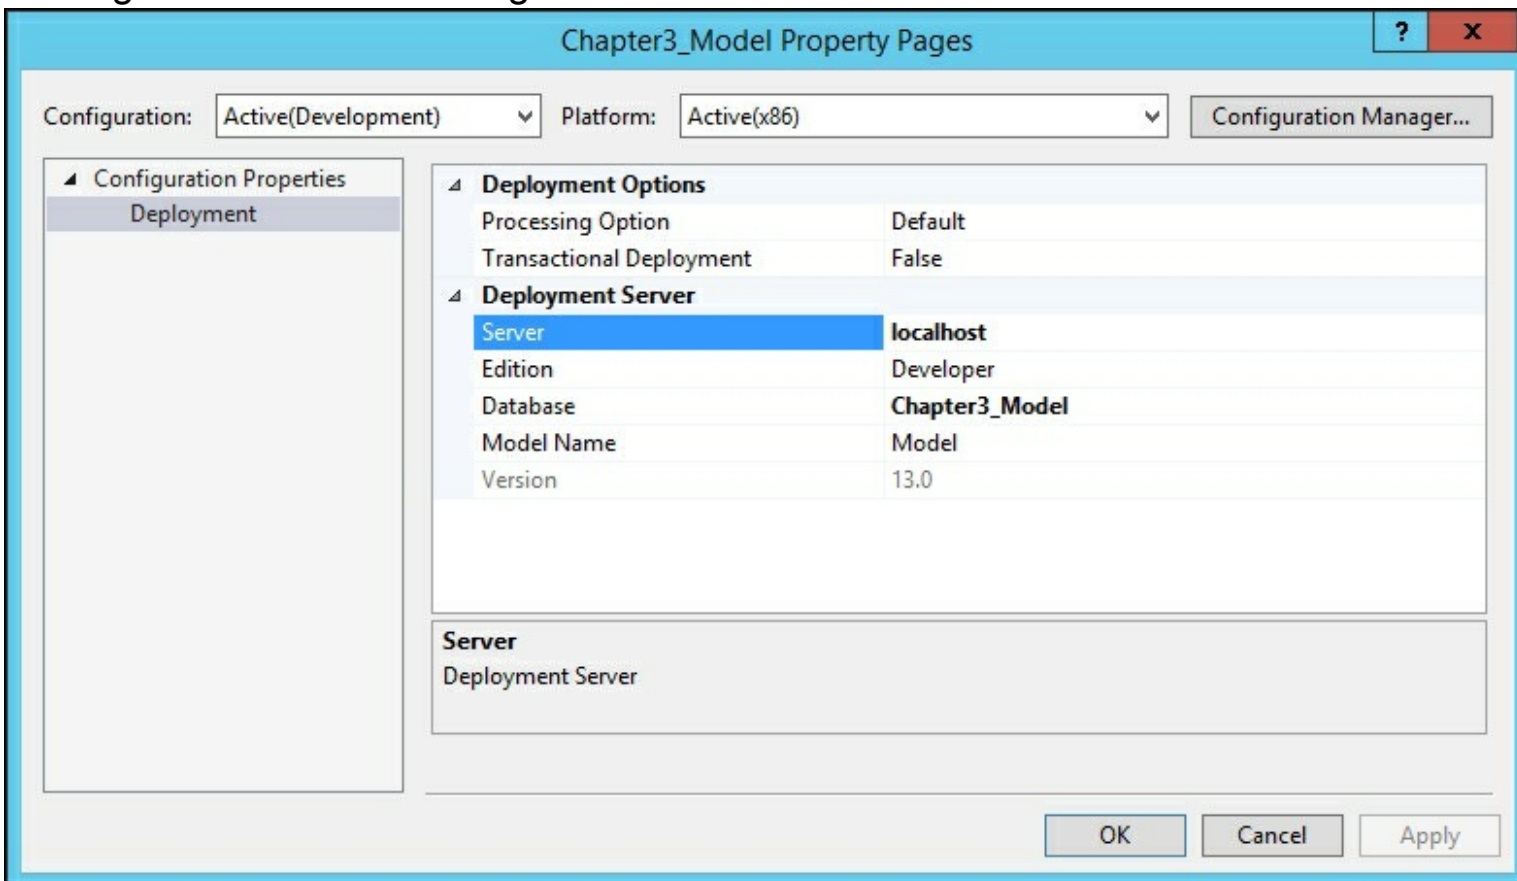 Chapter3_Model Property Pages ? x
Configuration: Active(Development) Platform: Active(x86) Configuration Manager...
Configuration Properties
Deployment
Deployment Options
Processing Option Default
Transactional Deployment False
Deployment Server
Server localhost
Edition Developer
Database Chapter3_Model
Model Name Model
Version 13.0
Server
Deployment Server
OK Cancel Apply